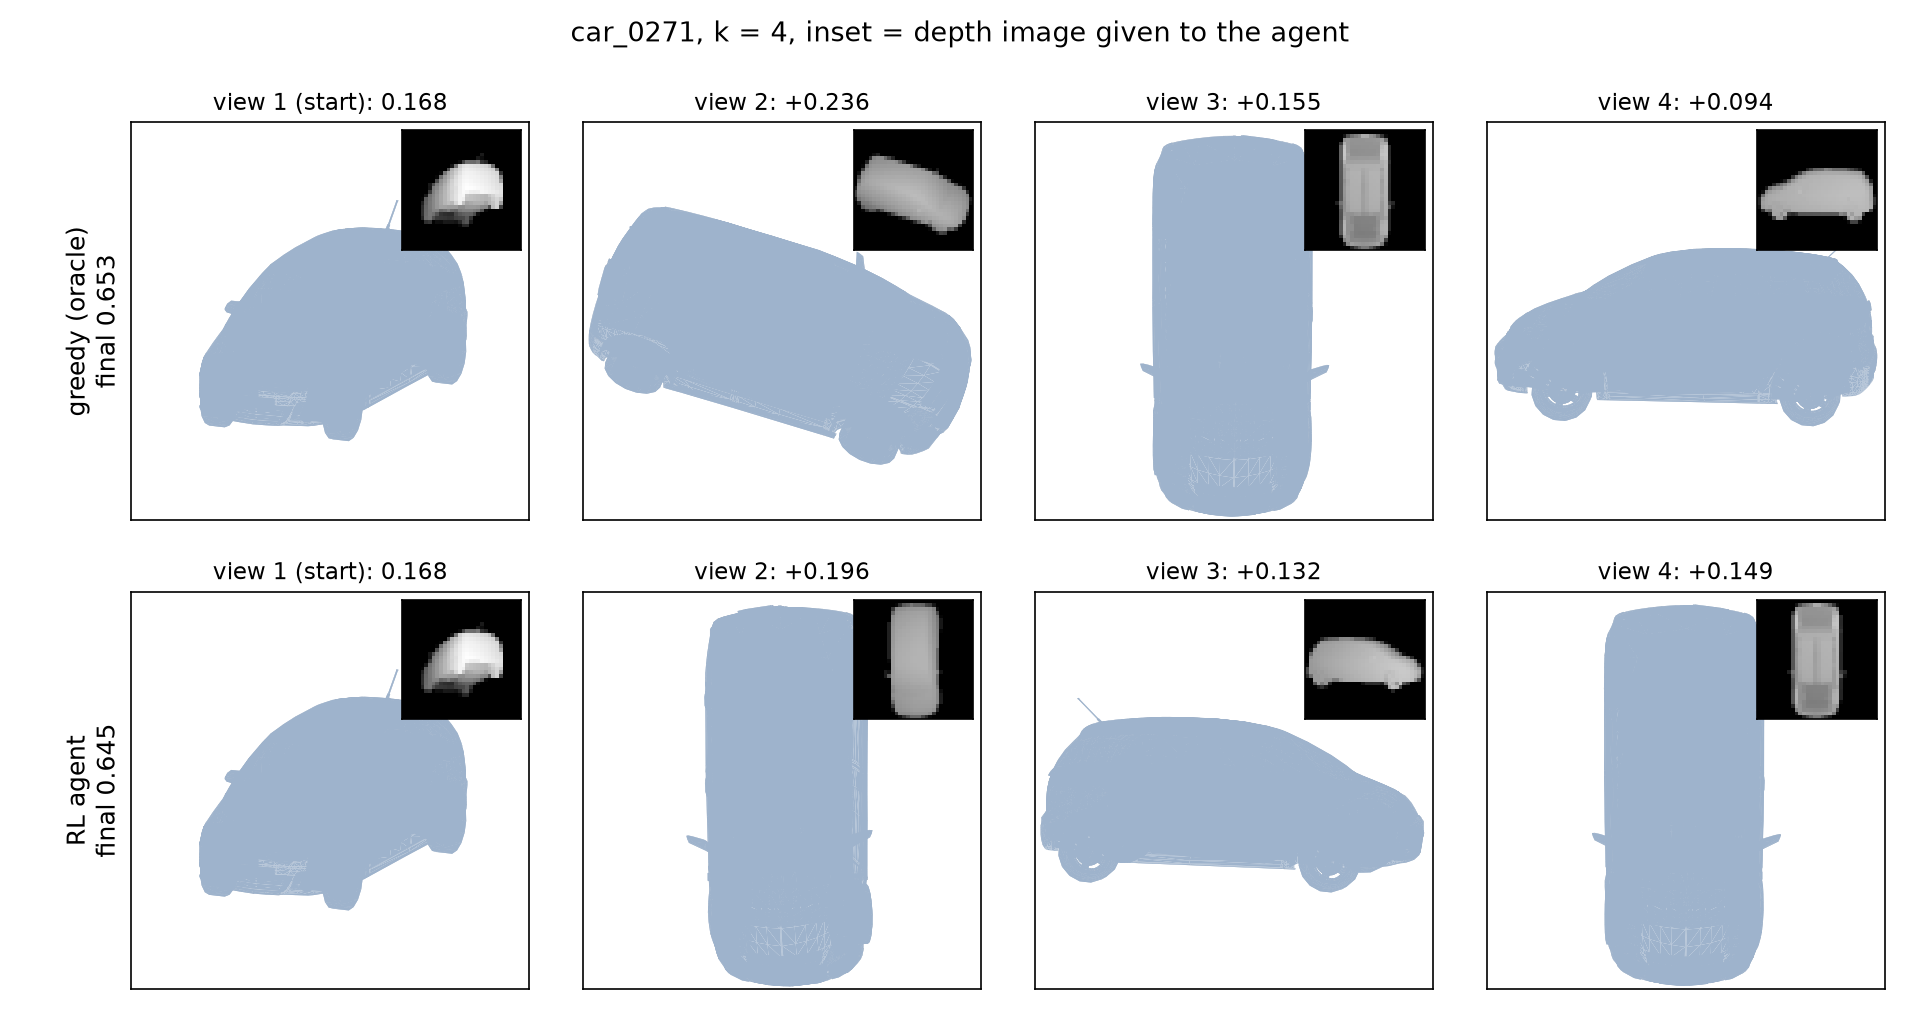 car_0271, k = 4, inset = depth image given to the agent
view 1 (start): 0.168
view 2: +0.236
view 3: +0.155
view 4: +0.094
greedy (oracle)
final 0.653
view 1 (start): 0.168
view 2: +0.196
view 3: +0.132
view 4: +0.149
RL agent
final 0.645